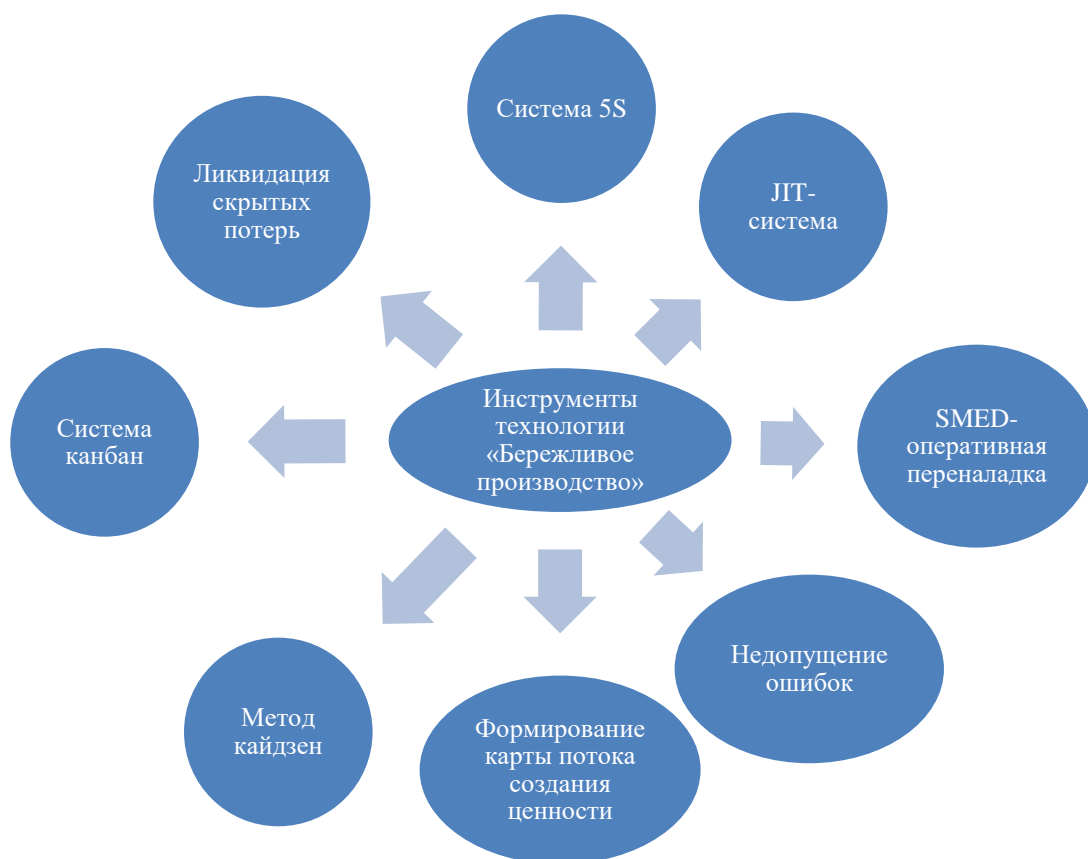 Система 5S
JIT-
система
SMED-
оперативная
переналадка
Недопущение
ошибок
Формирование
карты потока
создания
ценности
Метод
кайдзен
Система
канбан
Ликвидация
скрытых
потерь
Инструменты
технологии
«Бережливое
производство»